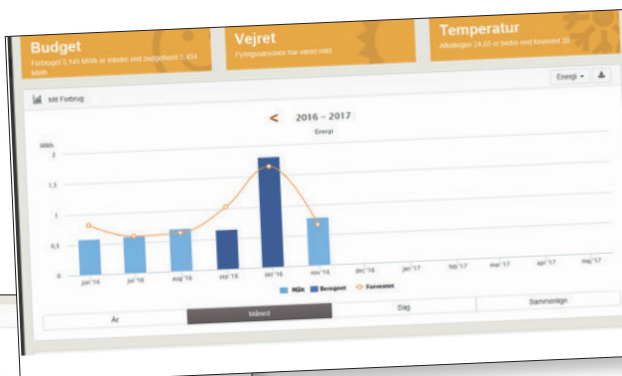 Budget
Forbruget 5,145 MWh er mindre end budgetteret 5,454
MWh
Vejret
Fyringssæsonen har været mild
Temperatur
Afkølingen 24,65 er bedre end forventet 20
Mit Forbrug
Energi
< 2016 – 2017
Energi
MWh
2
1,5
1
0,5
0
jun '16 jul '16 aug '16 sep '16 okt '16 nov '16 dec '16 jan '17 feb '17 mar '17 apr '17 maj '17
Målt Beregnet Forventet
År Måned Dag Sammenlign